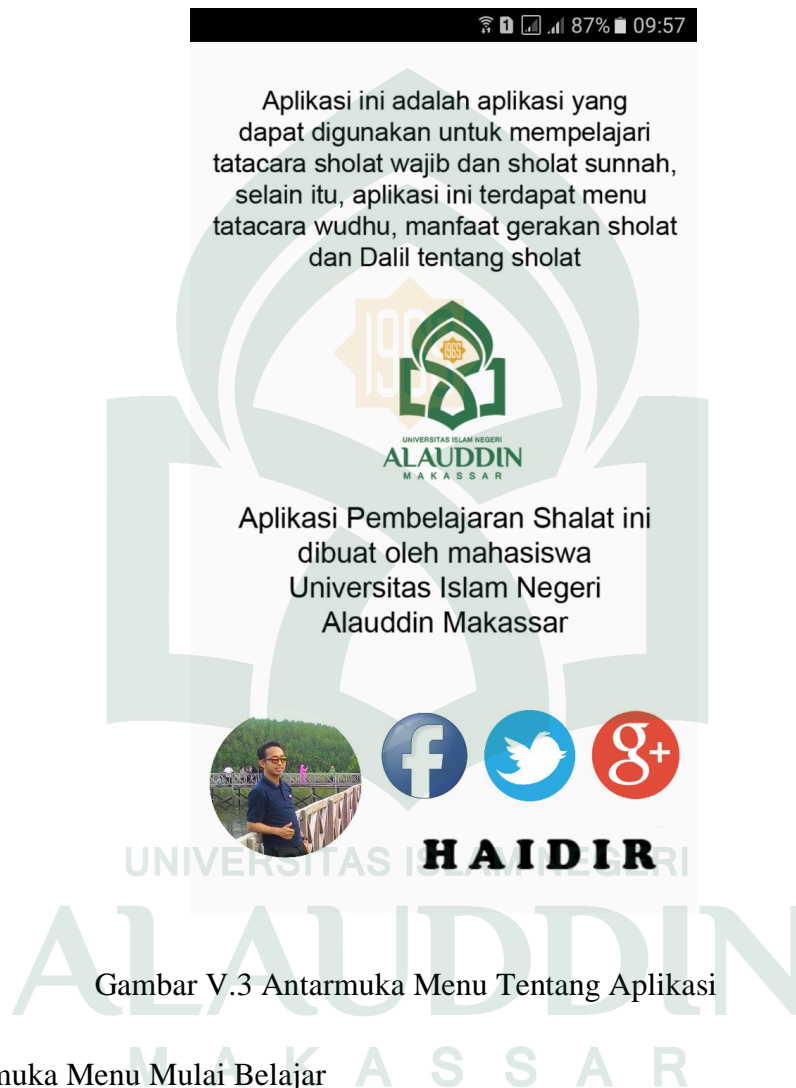 87% 09:57
Aplikasi ini adalah aplikasi yang
dapat digunakan untuk mempelajari
tatacara sholat wajib dan sholat sunnah,
selain itu, aplikasi ini terdapat menu
tatacara wudhu, manfaat gerakan sholat
dan Dalil tentang sholat
1965
1965
UNIVERSITAS ISLAM NEGERI
ALAUDDIN
MAKASSAR
Aplikasi Pembelajaran Shalat ini
dibuat oleh mahasiswa
Universitas Islam Negeri
Alauddin Makassar
HAIDIR
UNIVERSITAS ISLAM NEGERI
ALAUDDIN
Gambar V.3 Antarmuka Menu Tentang Aplikasi
MAKASSAR
muka Menu Mulai Belajar